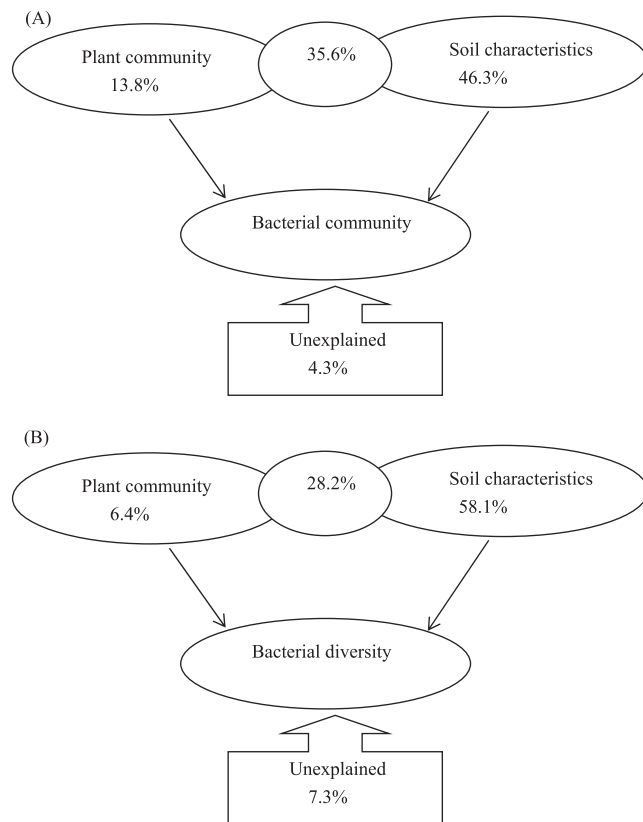 (A)
Plant community
13.8%
35.6%
Soil characteristics
46.3%
Bacterial community
Unexplained
4.3%
(B)
Plant community
6.4%
28.2%
Soil characteristics
58.1%
Bacterial diversity
Unexplained
7.3%